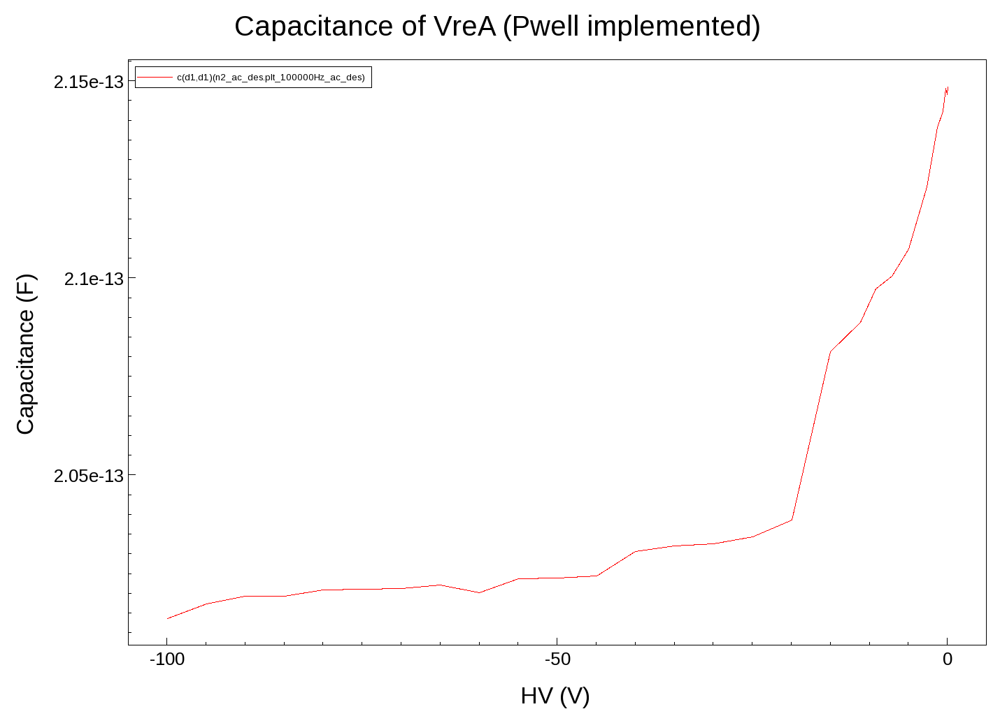 Capacitance of VreA (Pwell implemented)
c(d1,d1)(n2_ac_des.plt_100000Hz_ac_des)
2.15e-13
2.1e-13
2.05e-13
Capacitance (F)
-100
-50
0
HV (V)